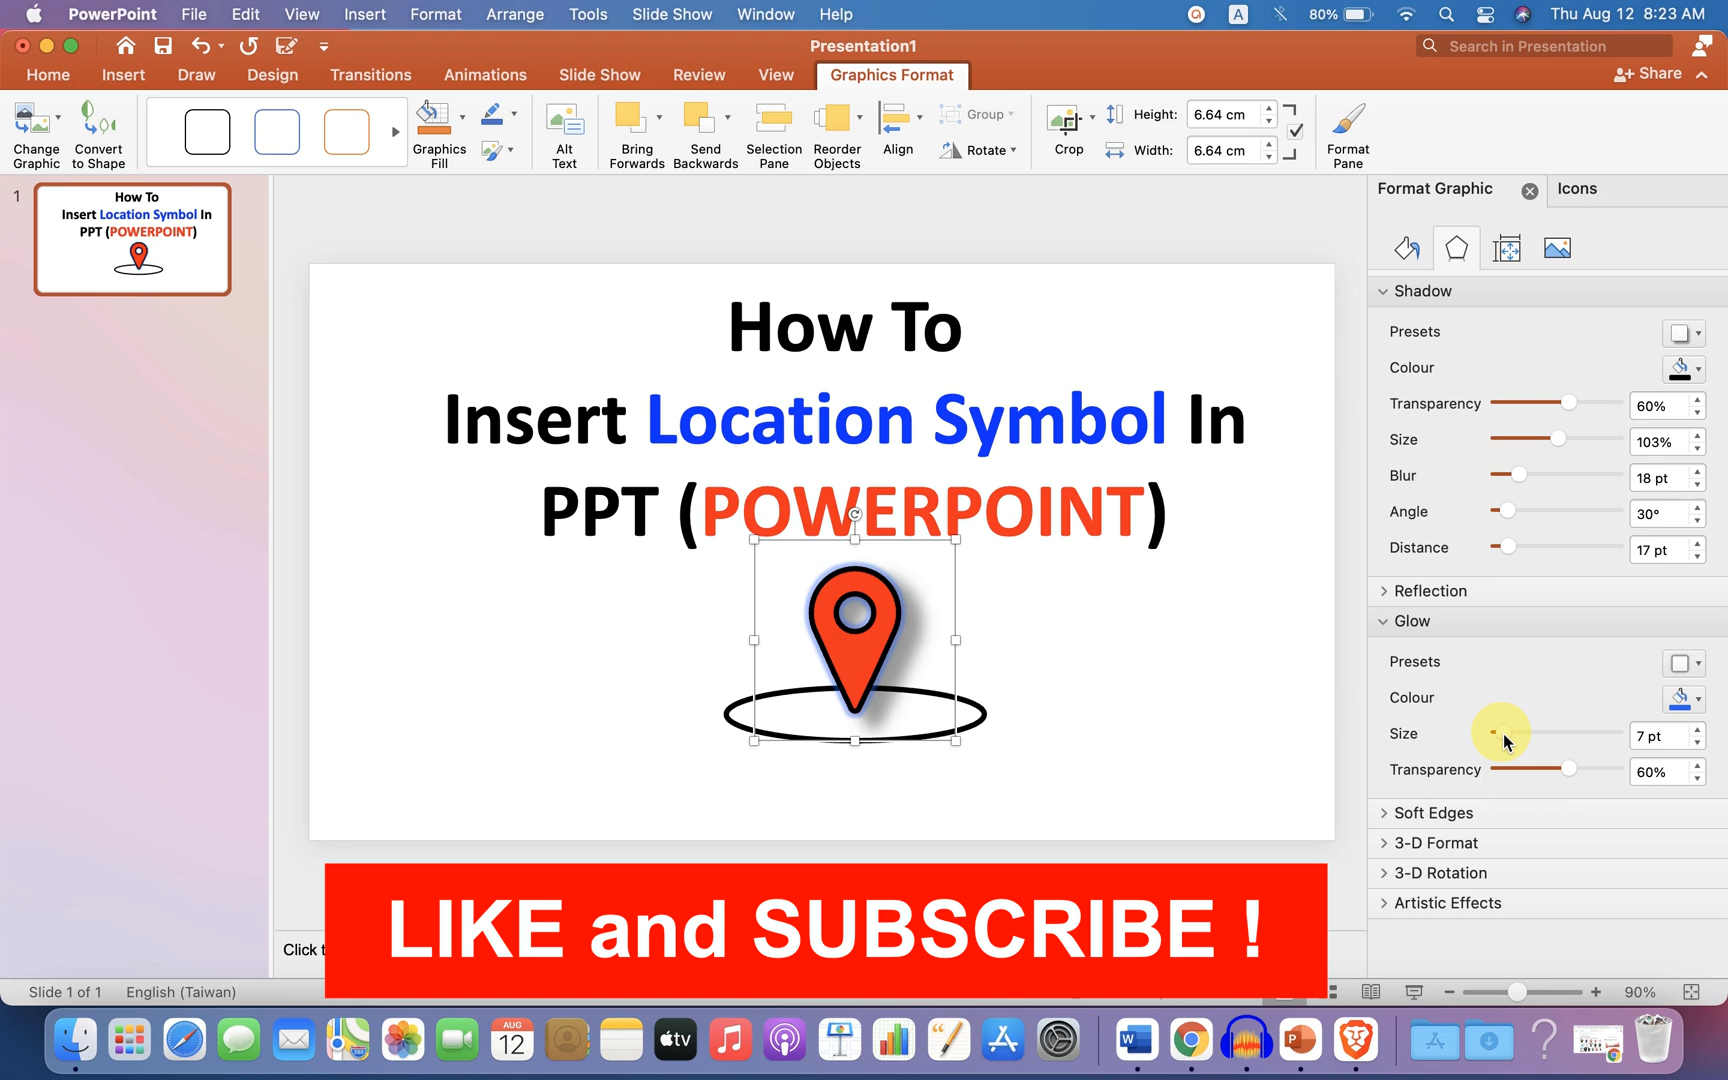 PowerPoint File Edit View Insert Format Arrange Tools Slide Show Window Help
A 80% Thu Aug 12 8:23 AM
Presentation1
Search in Presentation
Home Insert Draw Design Transitions Animations Slide Show Review View Graphics Format
Share
Change Graphic
Convert to Shape
Graphics Fill
Alt Text
Bring Forwards
Send Backwards
Selection Pane
Reorder Objects
Align
Group
Rotate
Crop
Height: 6.64 cm
Width: 6.64 cm
Format Pane
1
How To
Insert Location Symbol In
PPT (POWERPOINT)
How To
Insert Location Symbol In
PPT (POWERPOINT)
Format Graphic
Icons
Shadow
Presets
Colour
Transparency 60%
Size 103%
Blur 18 pt
Angle 30°
Distance 17 pt
Reflection
Glow
Presets
Colour
Size 7 pt
Transparency 60%
Soft Edges
3-D Format
3-D Rotation
Artistic Effects
Click t
LIKE and SUBSCRIBE !
Slide 1 of 1 English (Taiwan)
90%
AUG
12
tv